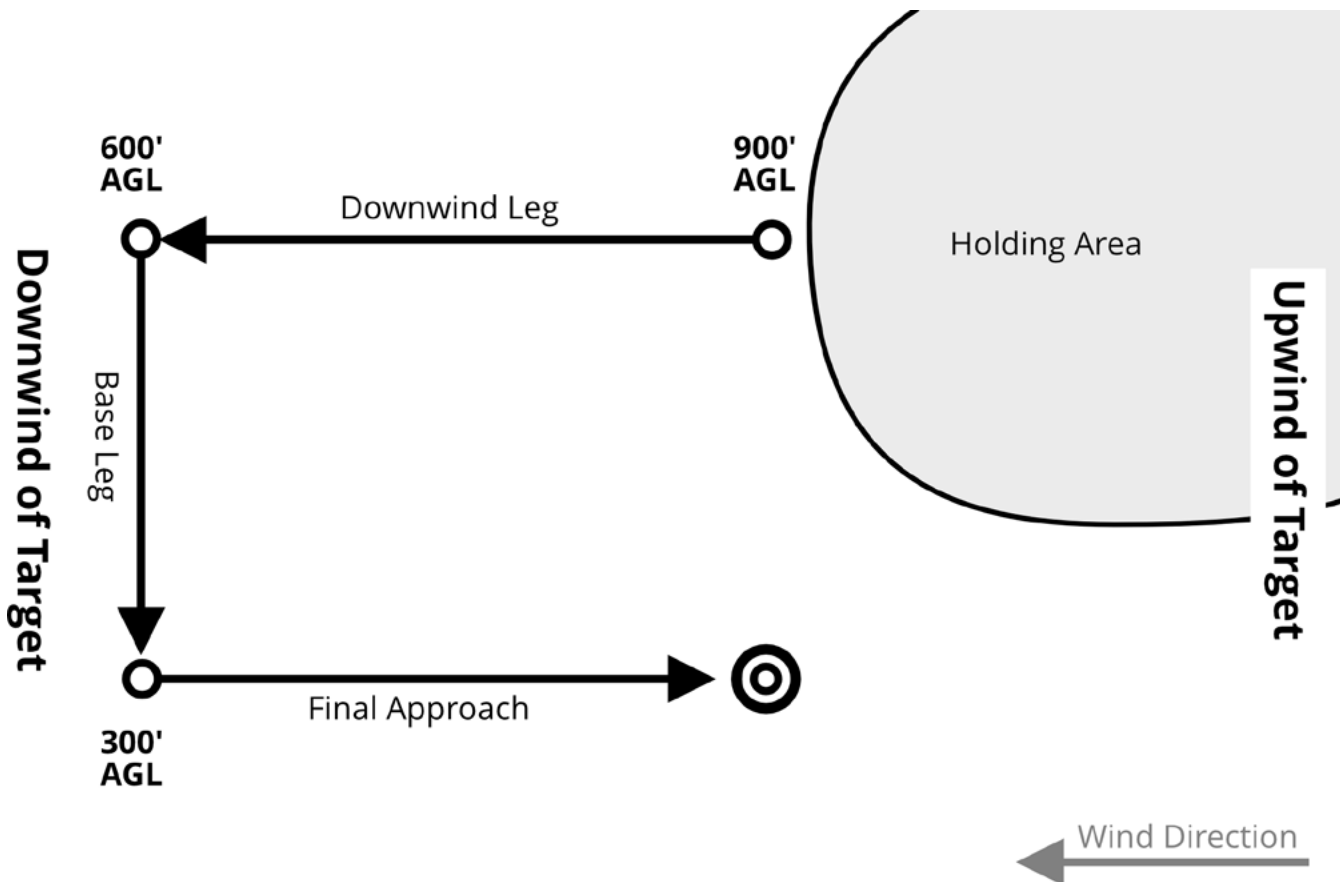 600'
AGL
900'
AGL
Downwind Leg
Holding Area
Downwind of Target
Base Leg
Upwind of Target
Final Approach
300'
AGL
Wind Direction